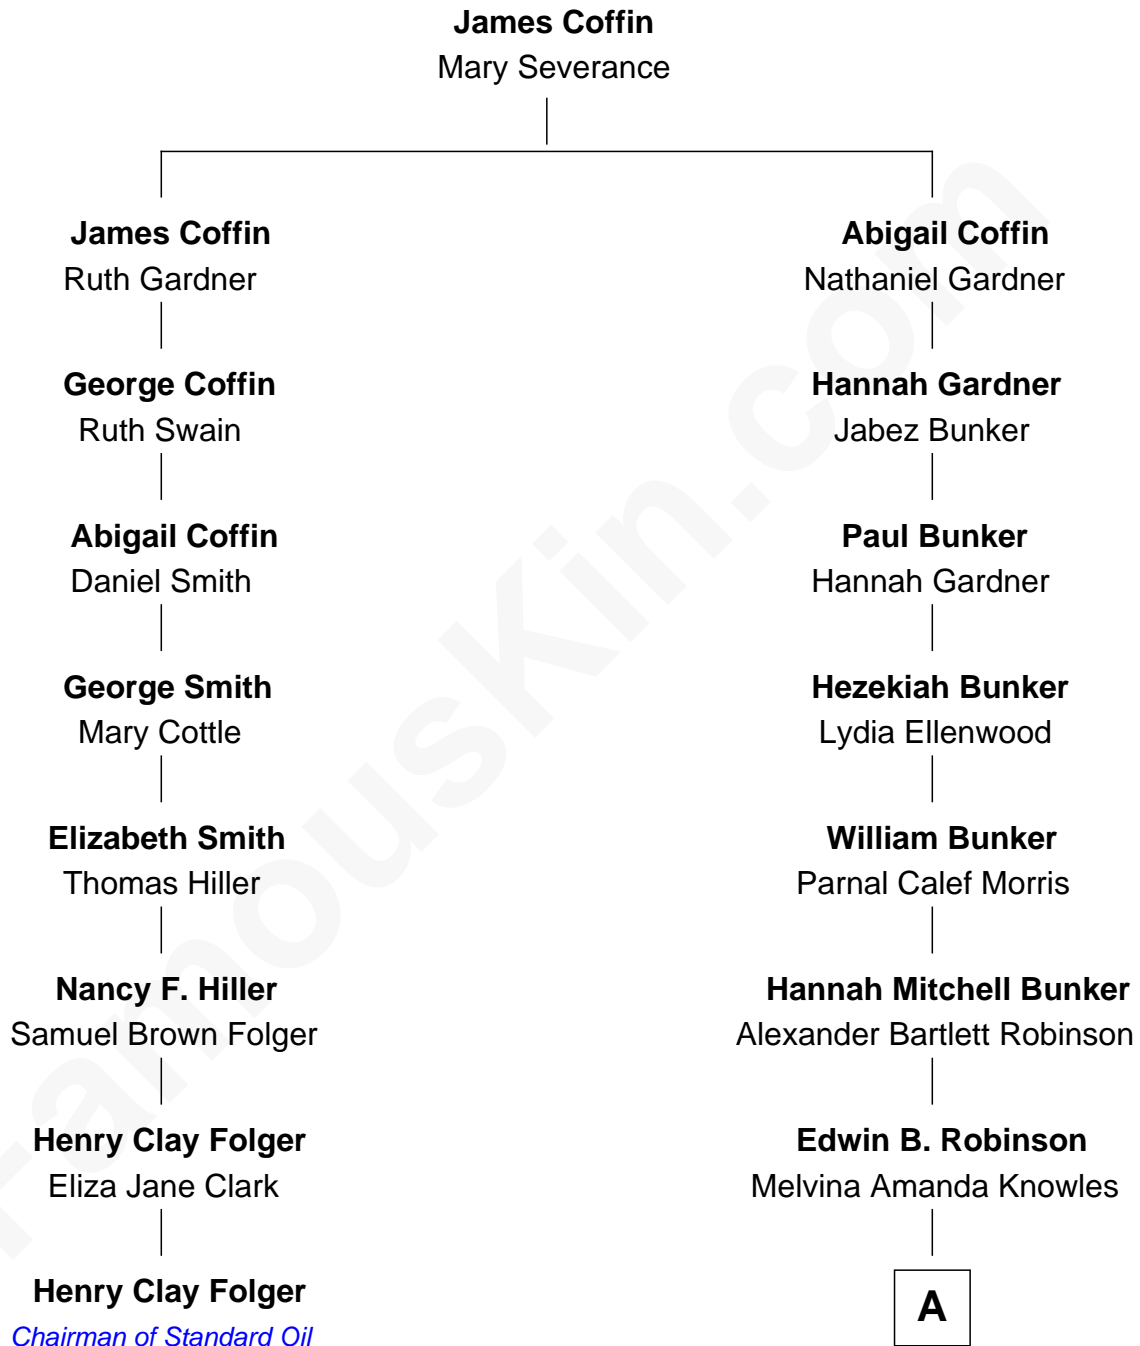 James Coffin
Mary Severance
James Coffin
Ruth Gardner
Abigail Coffin
Nathaniel Gardner
George Coffin
Ruth Swain
Hannah Gardner
Jabez Bunker
Abigail Coffin
Daniel Smith
Paul Bunker
Hannah Gardner
George Smith
Mary Cottle
Hezekiah Bunker
Lydia Ellenwood
Elizabeth Smith
Thomas Hiller
William Bunker
Parnal Calef Morris
Nancy F. Hiller
Samuel Brown Folger
Hannah Mitchell Bunker
Alexander Bartlett Robinson
Henry Clay Folger
Eliza Jane Clark
Edwin B. Robinson
Melvina Amanda Knowles
Henry Clay Folger
Chairman of Standard Oil
A
FamousKin.com